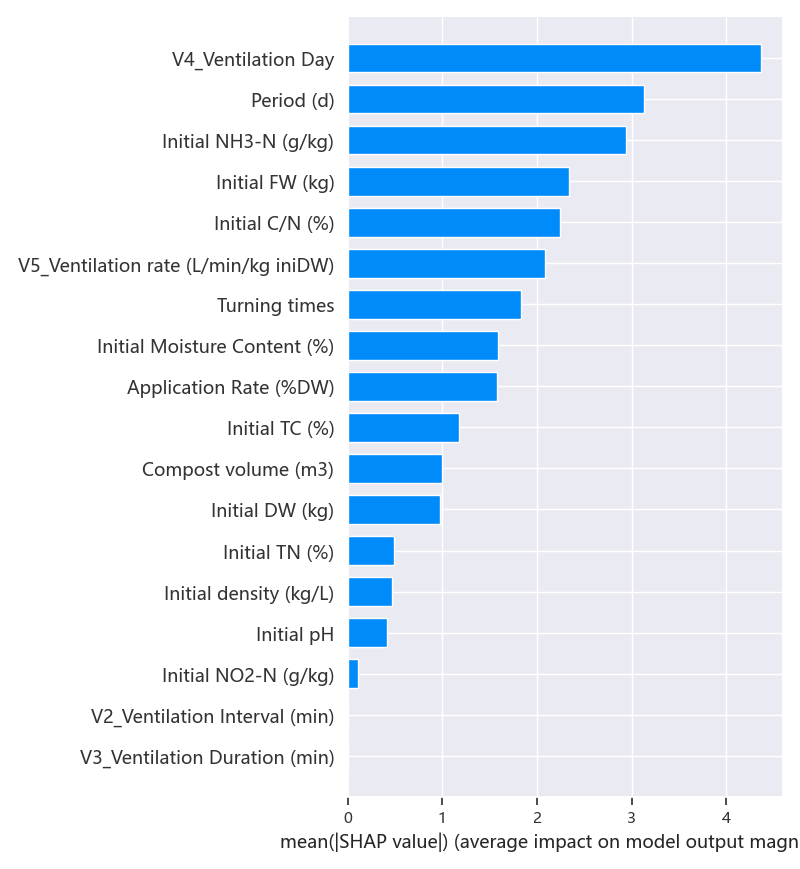 V4_Ventilation Day
Period (d)
Initial NH3-N (g/kg)
Initial FW (kg)
Initial C/N (%)
V5_Ventilation rate (L/min/kg iniDW)
Turning times
Initial Moisture Content (%)
Application Rate (%DW)
Initial TC (%)
Compost volume (m3)
Initial DW (kg)
Initial TN (%)
Initial density (kg/L)
Initial pH
Initial NO2-N (g/kg)
V2_Ventilation Interval (min)
V3_Ventilation Duration (min)
0 1 2 3 4
mean(|SHAP value|) (average impact on model output magn